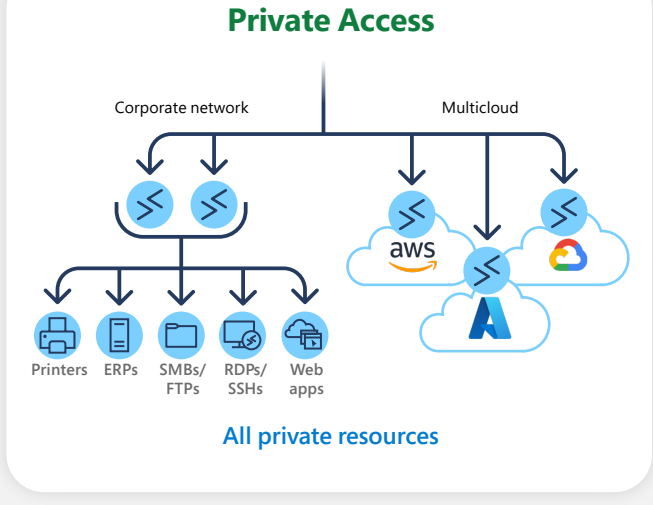 Private Access
Corporate network
Multicloud
aws
Printers
ERPs
SMBs/
FTPs
RDPs/
SSHs
Web
apps
All private resources